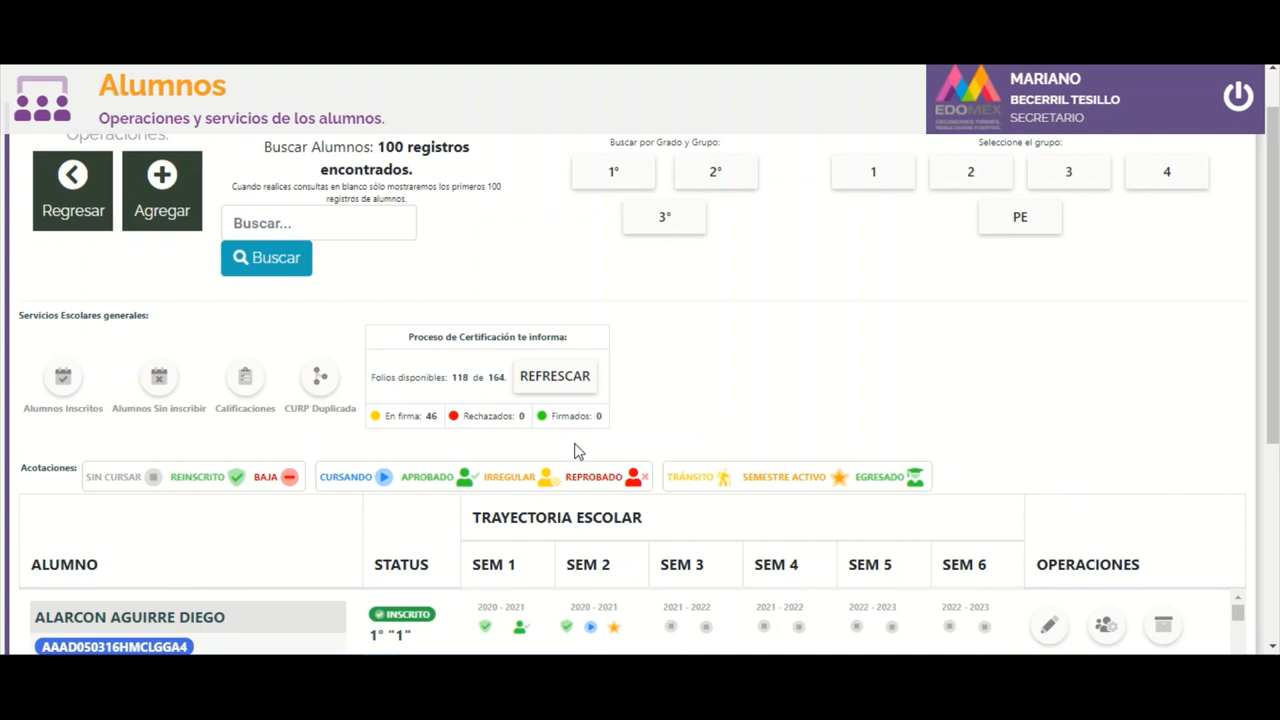 Alumnos
Operaciones y servicios de los alumnos.
EDOMÉX
DECISIONES FIRMES, RESULTADOS FUERTES.
MARIANO
BECERRIL TESILLO
SECRETARIO
Operaciones:
Regresar
Agregar
Buscar Alumnos: 100 registros
encontrados.
Cuando realices consultas en blanco sólo mostraremos los primeros 100
registros de alumnos.
Buscar...
Buscar
Buscar por Grado y Grupo:
1°
2°
3°
Seleccione el grupo:
1
2
3
4
PE
Servicios Escolares generales:
Alumnos Inscritos
Alumnos Sin inscribir
Calificaciones
CURP Duplicada
Proceso de Certificación te informa:
Folios disponibles: 118 de 164.
REFRESCAR
En firma: 46
Rechazados: 0
Firmados: 0
Acotaciones:
SIN CURSAR
REINSCRITO
BAJA
CURSANDO
APROBADO
IRREGULAR
REPROBADO
TRÁNSITO
SEMESTRE ACTIVO
EGRESADO
TRAYECTORIA ESCOLAR
ALUMNO
STATUS
SEM 1
SEM 2
SEM 3
SEM 4
SEM 5
SEM 6
OPERACIONES
ALARCON AGUIRRE DIEGO
AAAD050316HMCLGGA4
INSCRITO
1° "1"
2020 - 2021
2020 - 2021
2021 - 2022
2021 - 2022
2022 - 2023
2022 - 2023